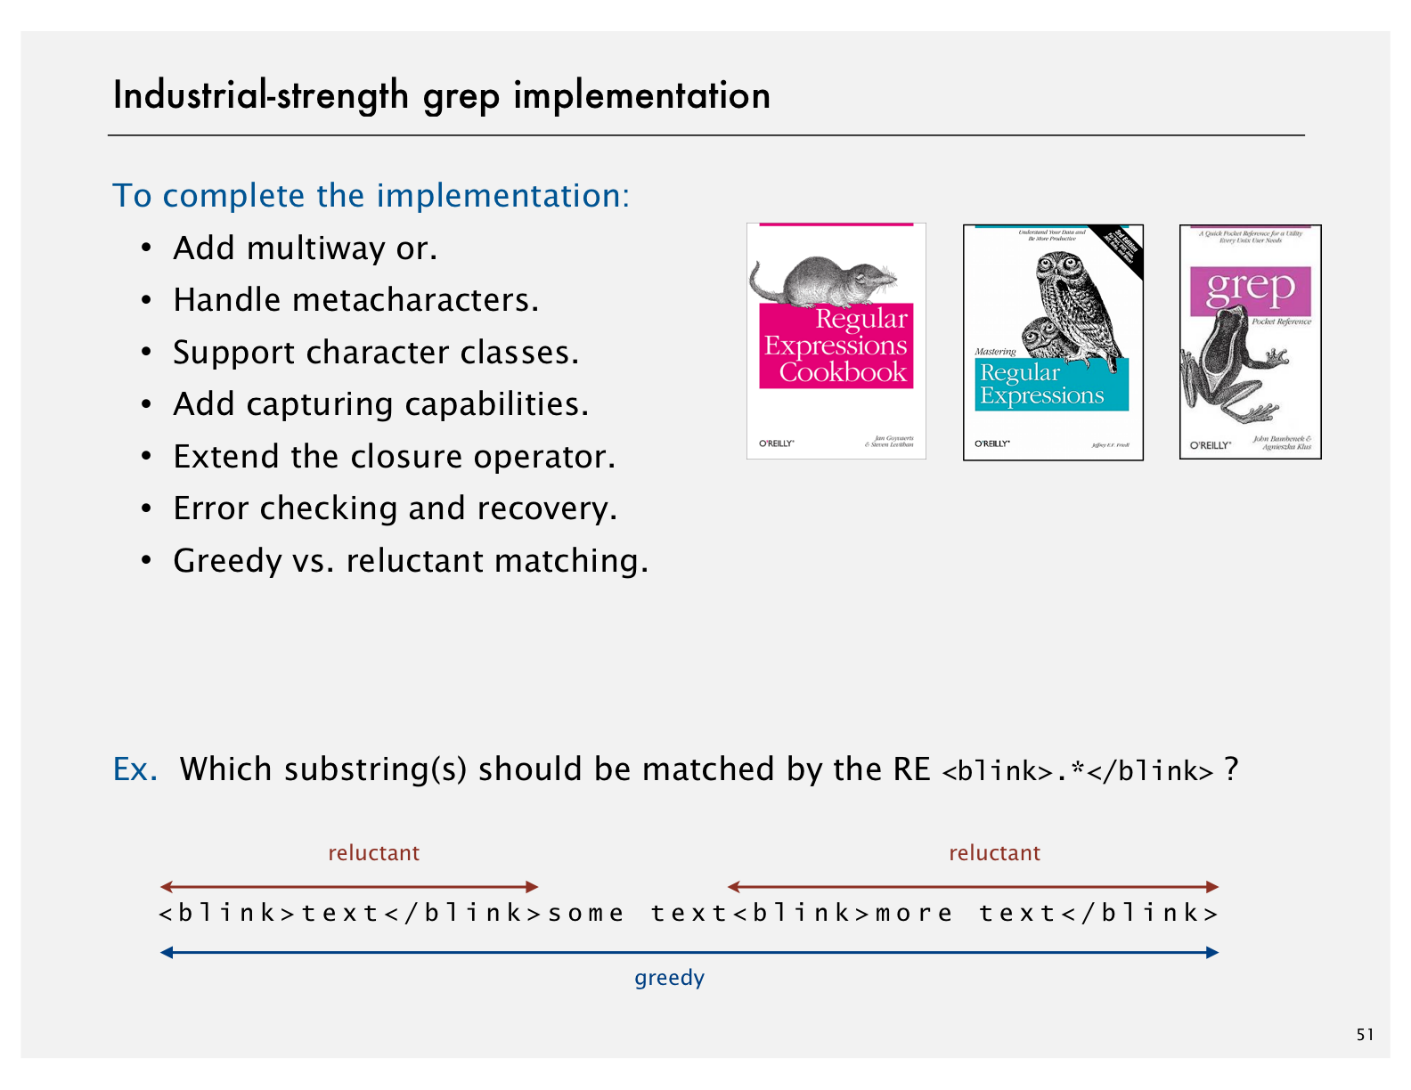 Industrial-strength grep implementation
To complete the implementation:
• Add multiway or.
• Handle metacharacters.
• Support character classes.
• Add capturing capabilities.
• Extend the closure operator.
• Error checking and recovery.
• Greedy vs. reluctant matching.
Regular
Expressions
Cookbook
O'REILLY®
Jan Goyvaerts
& Steven Levithan
Understand Your Data and
Be More Productive
3rd Edition
Mastering
Regular
Expressions
O'REILLY®
Jeffrey E.F. Friedl
A Quick Pocket Reference for a Utility
Every Unix User Needs
grep
Pocket Reference
O'REILLY®
John Bambenek &
Agnieszka Klus
Ex. Which substring(s) should be matched by the RE <blink>.*</blink> ?
reluctant reluctant
<blink>text</blink>some text<blink>more text</blink>
greedy
51